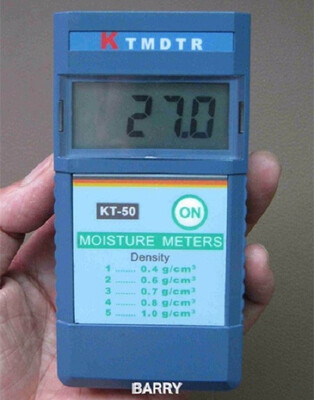 K TMDTR
27.0
KT-50 ON
MOISTURE METERS
Density
1 ........ 0.4 g/cm³
2 ........ 0.6 g/cm³
3 ........ 0.7 g/cm³
4 ........ 0.8 g/cm³
5 ........ 1.0 g/cm³
BARRY